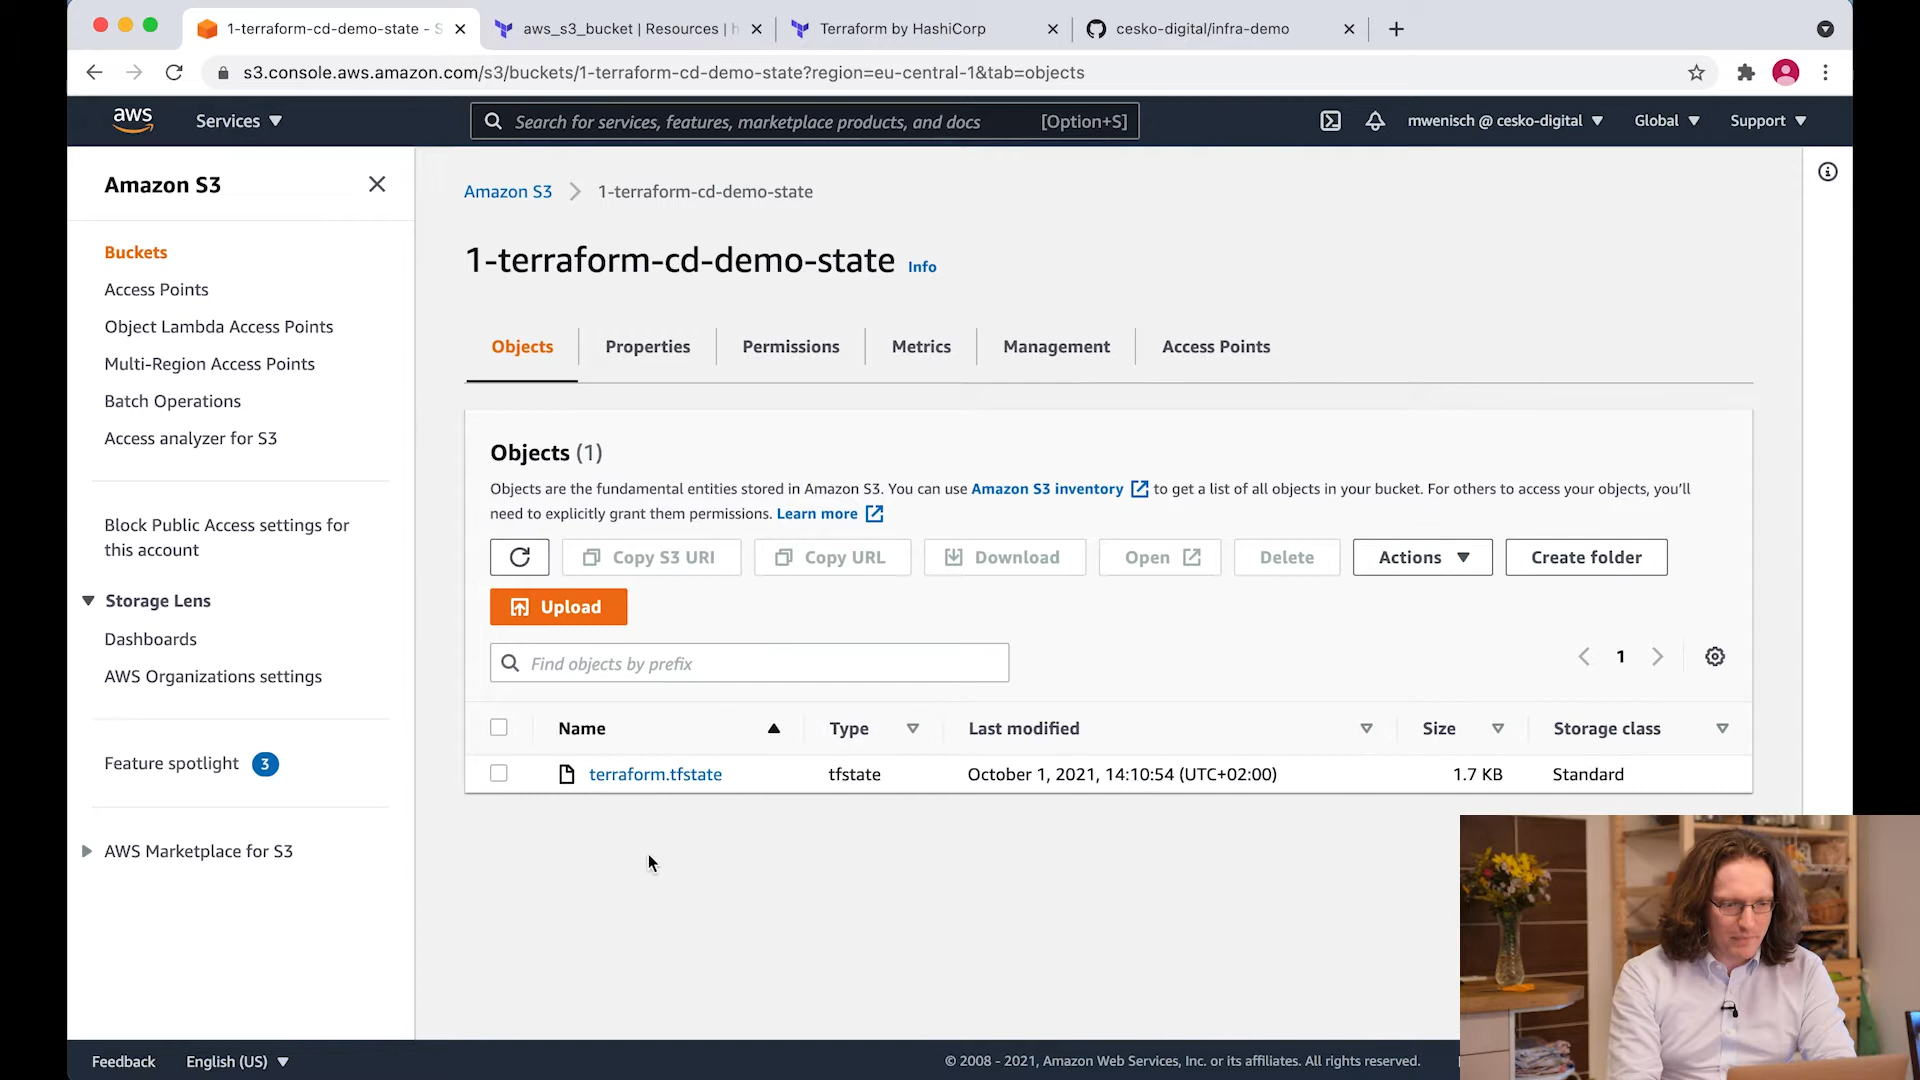 1-terraform-cd-demo-state - S
aws_s3_bucket | Resources | h
Terraform by HashiCorp
cesko-digital/infra-demo
s3.console.aws.amazon.com/s3/buckets/1-terraform-cd-demo-state?region=eu-central-1&tab=objects
aws
Services
Search for services, features, marketplace products, and docs
[Option+S]
mwenisch @ cesko-digital
Global
Support
Amazon S3
Buckets
Access Points
Object Lambda Access Points
Multi-Region Access Points
Batch Operations
Access analyzer for S3
Block Public Access settings for
this account
Storage Lens
Dashboards
AWS Organizations settings
Feature spotlight 3
AWS Marketplace for S3
Amazon S3
1-terraform-cd-demo-state
1-terraform-cd-demo-state Info
Objects
Properties
Permissions
Metrics
Management
Access Points
Objects (1)
Objects are the fundamental entities stored in Amazon S3. You can use Amazon S3 inventory to get a list of all objects in your bucket. For others to access your objects, you'll
need to explicitly grant them permissions. Learn more
Copy S3 URI
Copy URL
Download
Open
Delete
Actions
Create folder
Upload
Find objects by prefix
1
Name
Type
Last modified
Size
Storage class
terraform.tfstate
tfstate
October 1, 2021, 14:10:54 (UTC+02:00)
1.7 KB
Standard
Feedback
English (US)
© 2008 - 2021, Amazon Web Services, Inc. or its affiliates. All rights reserved.